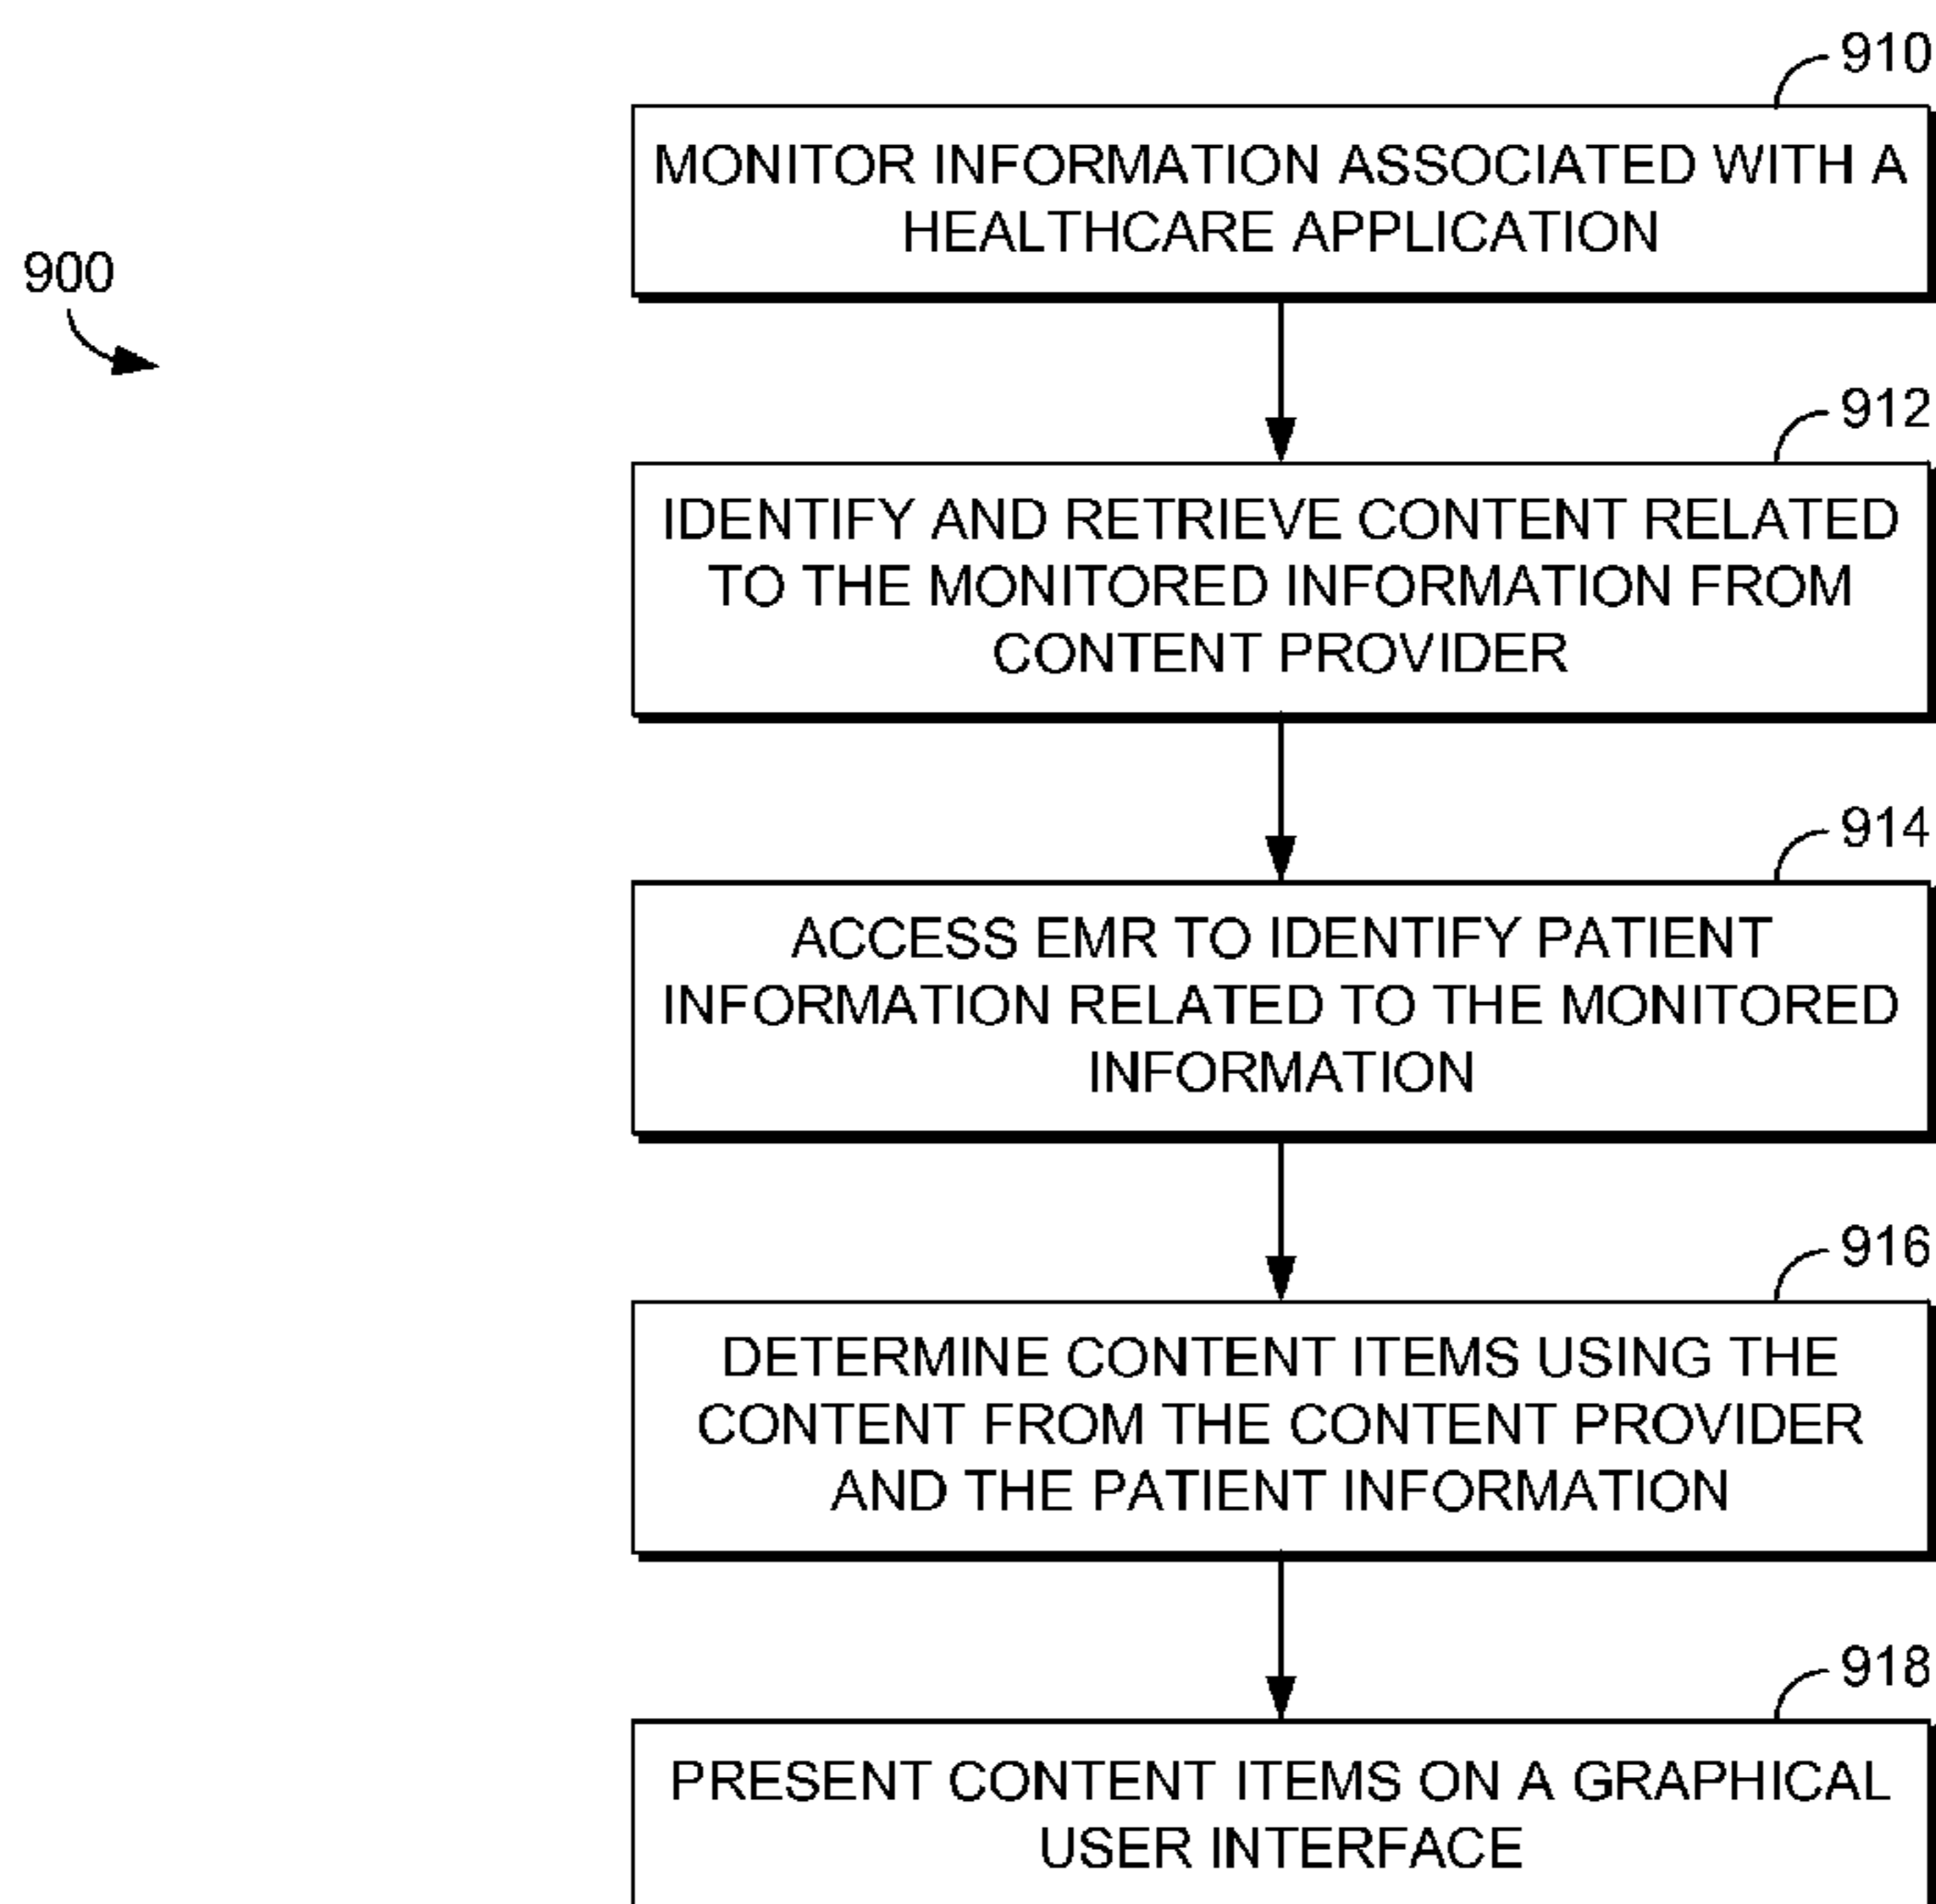 910
MONITOR INFORMATION ASSOCIATED WITH A
HEALTHCARE APPLICATION
900
912
IDENTIFY AND RETRIEVE CONTENT RELATED
TO THE MONITORED INFORMATION FROM
CONTENT PROVIDER
914
ACCESS EMR TO IDENTIFY PATIENT
INFORMATION RELATED TO THE MONITORED
INFORMATION
916
DETERMINE CONTENT ITEMS USING THE
CONTENT FROM THE CONTENT PROVIDER
AND THE PATIENT INFORMATION
918
PRESENT CONTENT ITEMS ON A GRAPHICAL
USER INTERFACE